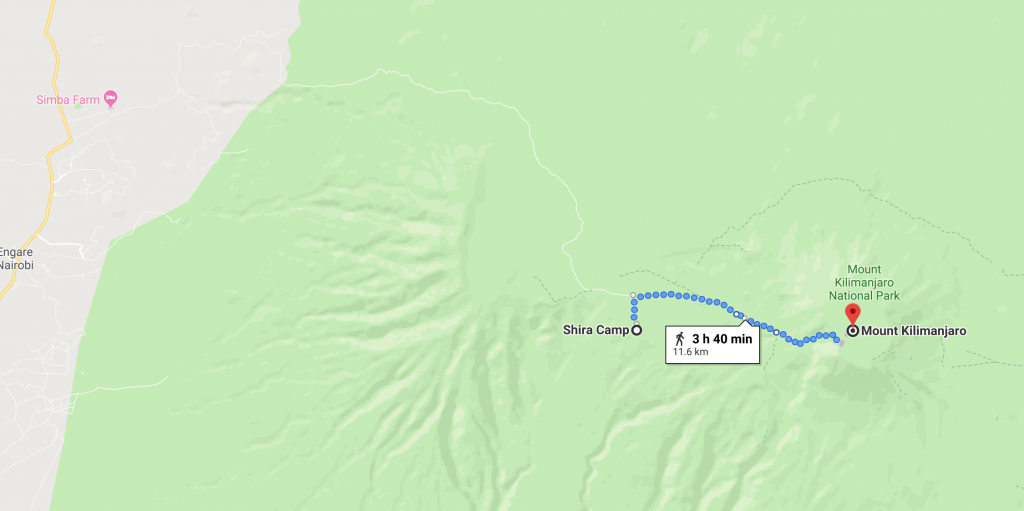 Simba Farm
Engare
Nairobi
Mount
Kilimanjaro
National Park
Shira Camp
Mount Kilimanjaro
3 h 40 min
11.6 km